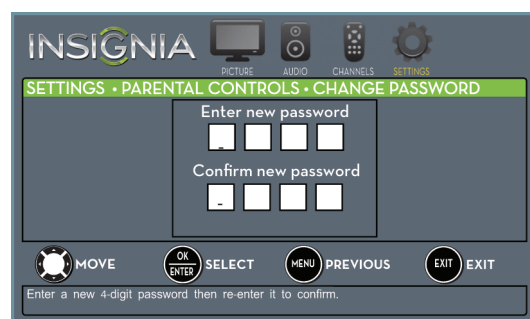 INSIGNIA
PICTURE AUDIO CHANNELS SETTINGS
SETTINGS • PARENTAL CONTROLS • CHANGE PASSWORD
Enter new password
_
Confirm new password
_
MOVE OK ENTER SELECT MENU PREVIOUS EXIT EXIT
Enter a new 4-digit password then re-enter it to confirm.